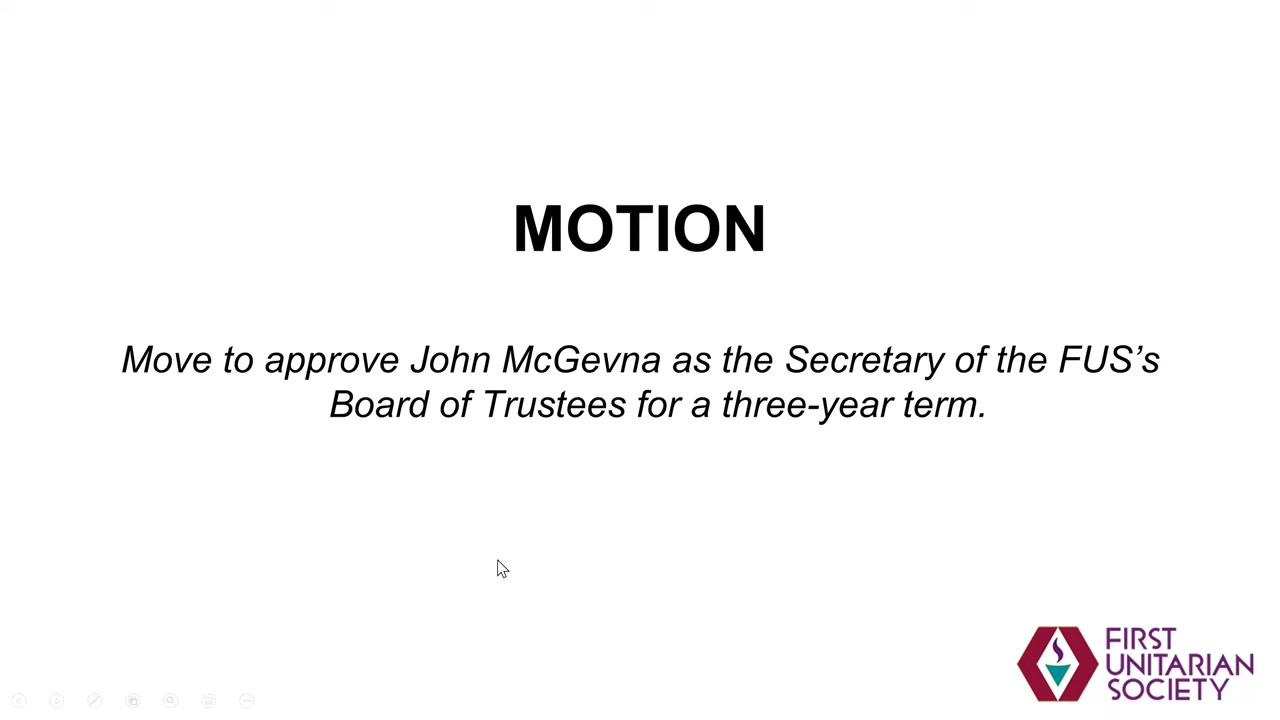 MOTION
Move to approve John McGevna as the Secretary of the FUS’s
Board of Trustees for a three-year term.
FIRST
UNITARIAN
SOCIETY